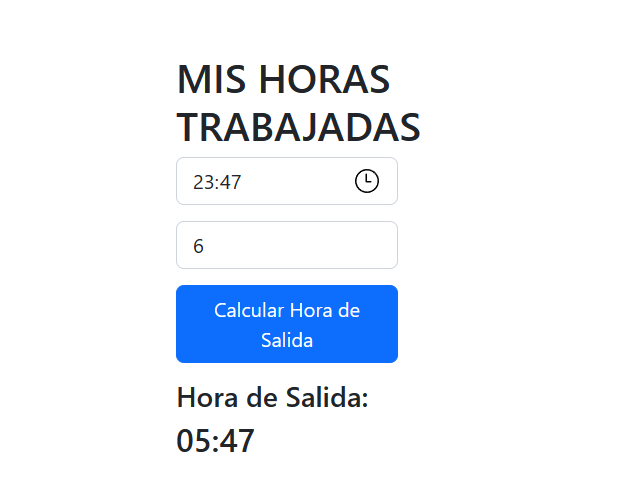 MIS HORAS
TRABAJADAS
23:47
6
Calcular Hora de
Salida
Hora de Salida:
05:47